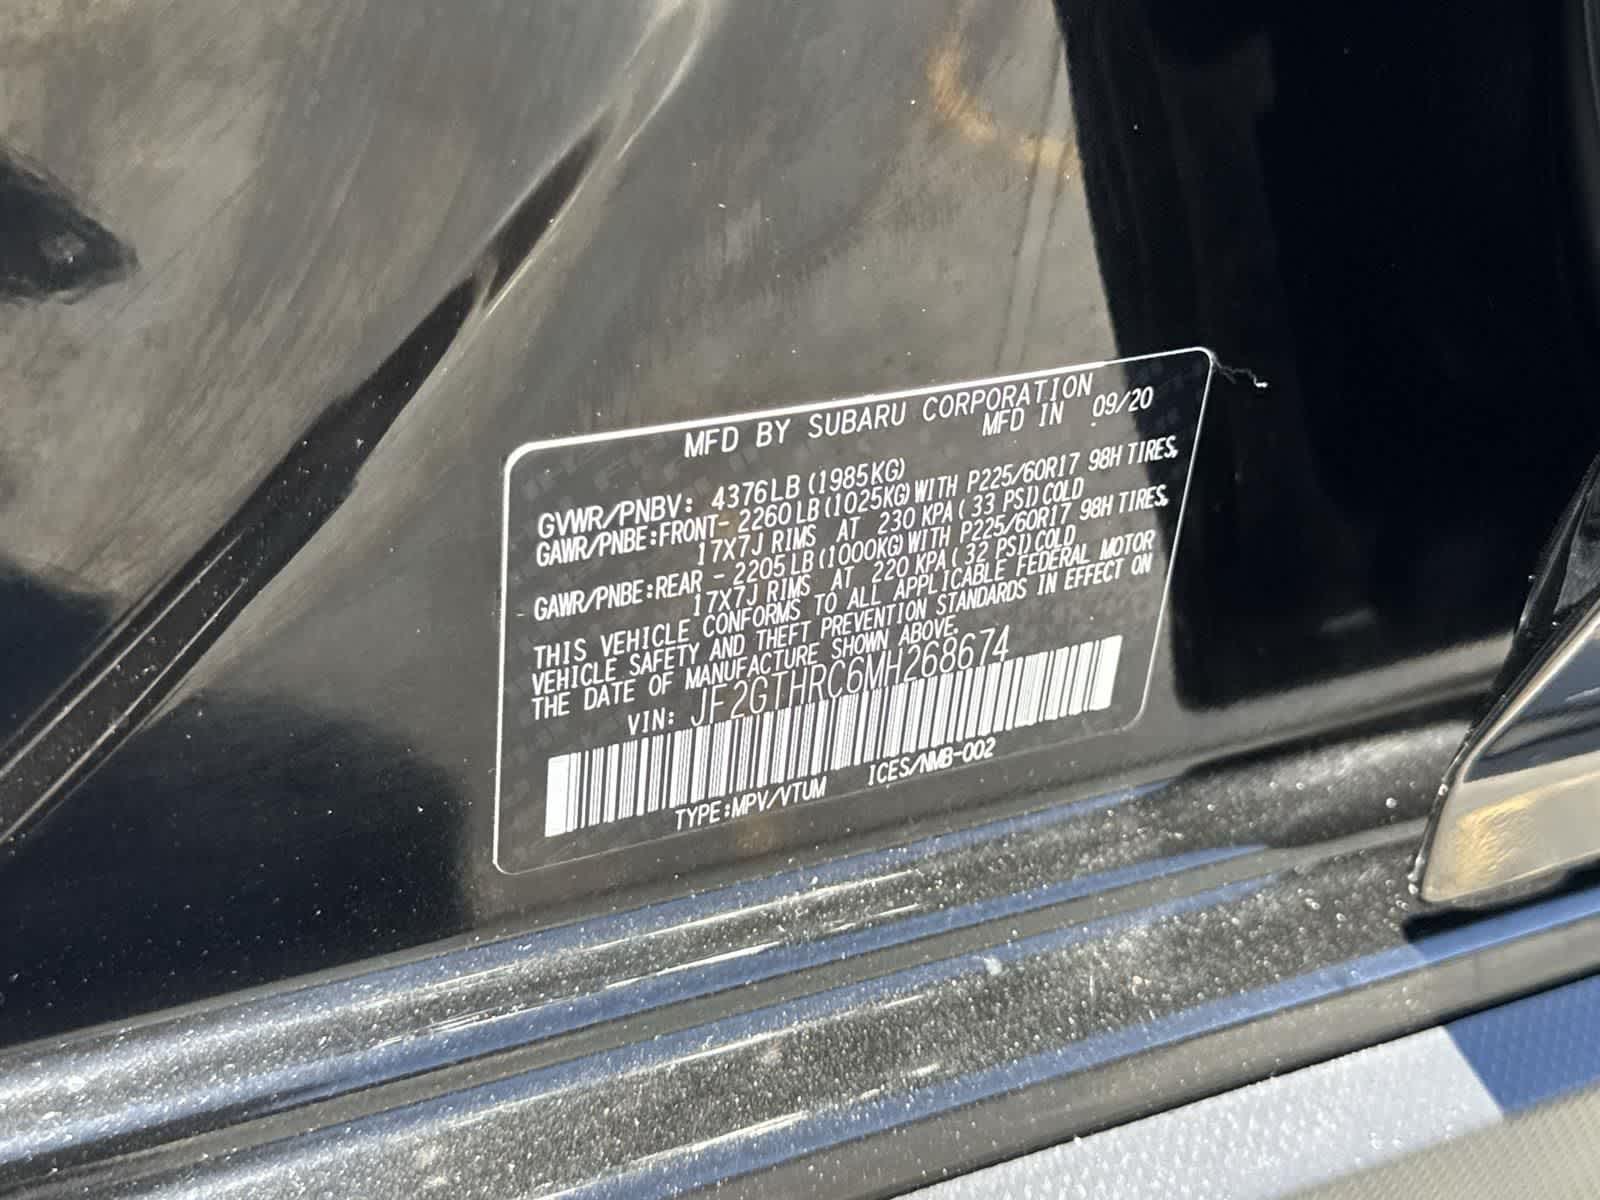 MFD BY SUBARU CORPORATION
MFD IN 09/20
GVWR/PNBV: 4376LB(1985KG)
GAWR/PNBE:FRONT- 2260LB(1025KG)WITH P225/60R17 98H TIRES,
17X7J RIMS AT 230 KPA(33 PSI)COLD
GAWR/PNBE:REAR - 2205LB(1000KG)WITH P225/60R17 98H TIRES,
17X7J RIMS AT 220 KPA(32 PSI)COLD
THIS VEHICLE CONFORMS TO ALL APPLICABLE FEDERAL MOTOR
VEHICLE SAFETY AND THEFT PREVENTION STANDARDS IN EFFECT ON
THE DATE OF MANUFACTURE SHOWN ABOVE.
VIN: JF2GTHRC6MH268674
TYPE:MPV/VTUM ICES/NMB-002